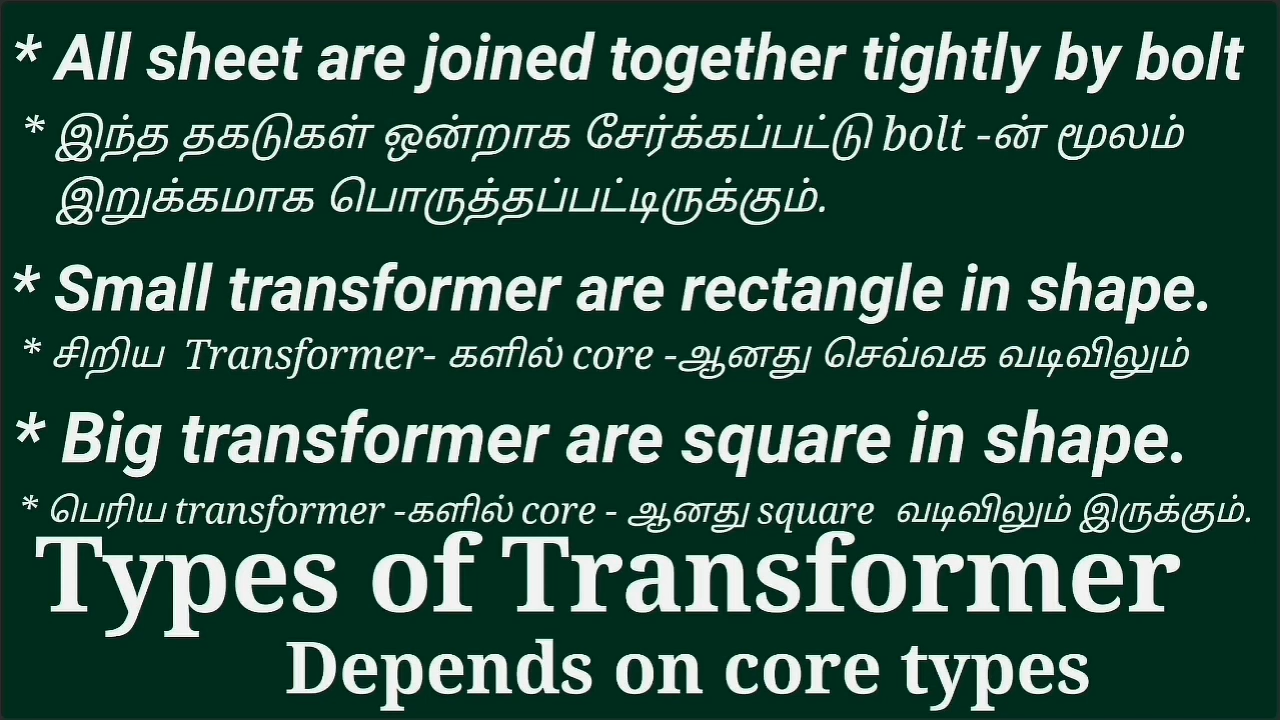 * All sheet are joined together tightly by bolt
* இந்த தகடுகள் ஒன்றாக சேர்க்கப்பட்டு bolt -ன் மூலம்
இறுக்கமாக பொருத்தப்பட்டிருக்கும்.
* Small transformer are rectangle in shape.
* சிறிய Transformer- களில் core -ஆனது செவ்வக வடிவிலும்
* Big transformer are square in shape.
* பெரிய transformer -களில் core - ஆனது square வடிவிலும் இருக்கும்.
Types of Transformer
Depends on core types